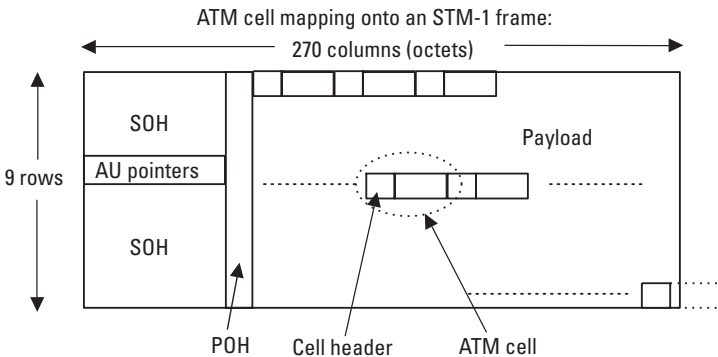 ATM cell mapping onto an STM-1 frame:
270 columns (octets)
SOH
Payload
9 rows
AU pointers
SOH
POH
Cell header
ATM cell